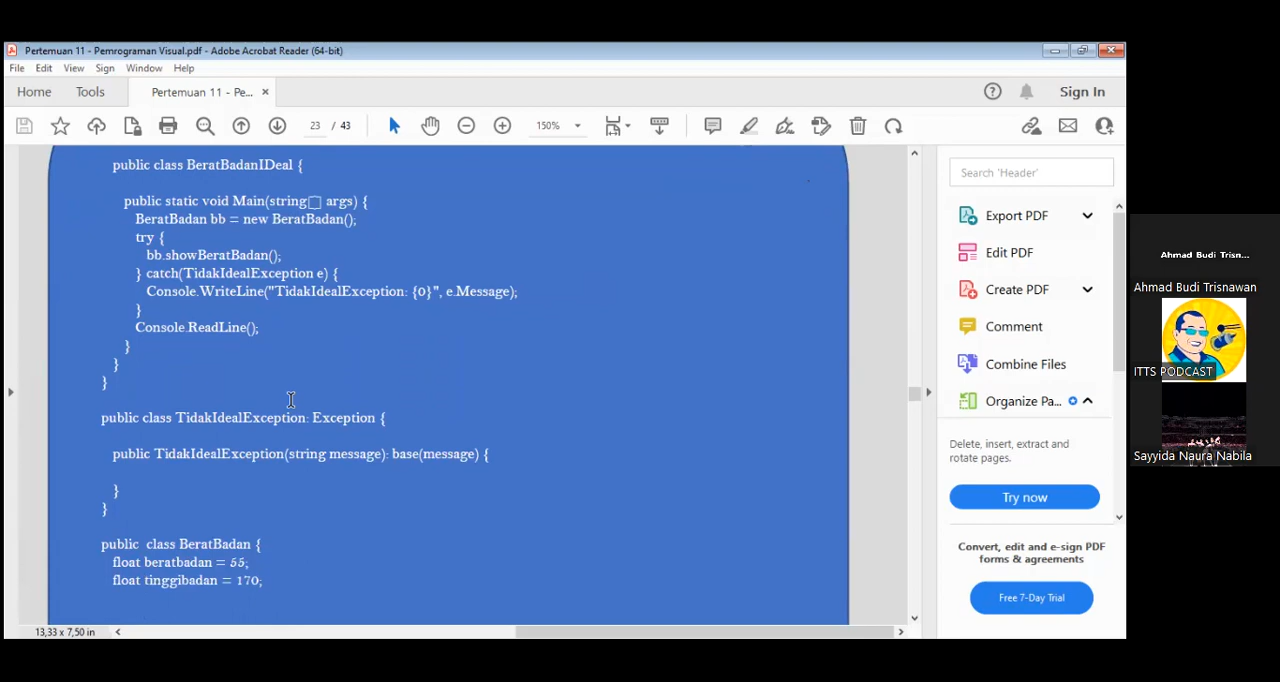 Pertemuan 11 - Pemrograman Visual.pdf - Adobe Acrobat Reader (64-bit)
File Edit View Sign Window Help
Home Tools Pertemuan 11 - Pe... × Sign In
23 / 43 150%
public class BeratBadanIDeal {
public static void Main(string□ args) {
BeratBadan bb = new BeratBadan();
try {
bb.showBeratBadan();
} catch(TidakIdealException e) {
Console.WriteLine("TidakIdealException: {0}", e.Message);
}
Console.ReadLine();
}
}
}
public class TidakIdealException: Exception {
public TidakIdealException(string message): base(message) {
}
}
public class BeratBadan {
float beratbadan = 55;
float tinggibadan = 170;
13,33 x 7,50 in
Search 'Header'
Export PDF
Edit PDF
Create PDF
Comment
Combine Files
Organize Pa...
Delete, insert, extract and
rotate pages.
Try now
Convert, edit and e-sign PDF
forms & agreements
Free 7-Day Trial
Ahmad Budi Trisn...
Ahmad Budi Trisnawan
ITTS PODCAST
Sayyida Naura Nabila